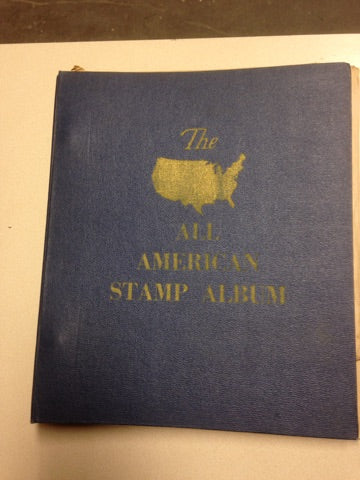 The
ALL
AMERICAN
STAMP ALBUM